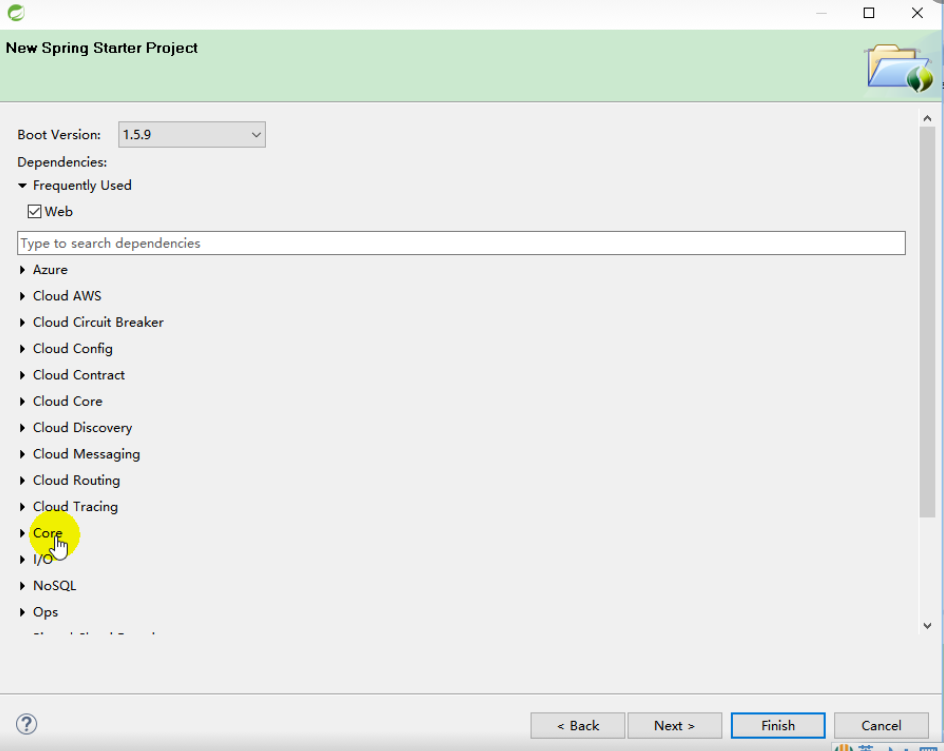 New Spring Starter Project
Boot Version: 1.5.9
Dependencies:
Frequently Used
Web
Type to search dependencies
Azure
Cloud AWS
Cloud Circuit Breaker
Cloud Config
Cloud Contract
Cloud Core
Cloud Discovery
Cloud Messaging
Cloud Routing
Cloud Tracing
Core
I/O
NoSQL
Ops
< Back Next > Finish Cancel
英